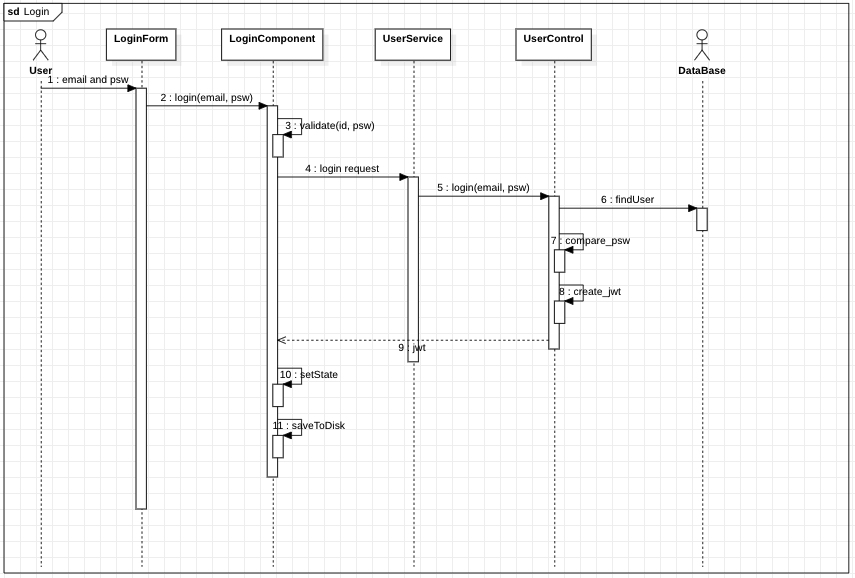 sd Login
LoginForm
LoginComponent
UserService
UserControl
User
DataBase
1 : email and psw
2 : login(email, psw)
3 : validate(id, psw)
4 : login request
5 : login(email, psw)
6 : findUser
7 : compare_psw
8 : create_jwt
9 : jwt
10 : setState
11 : saveToDisk